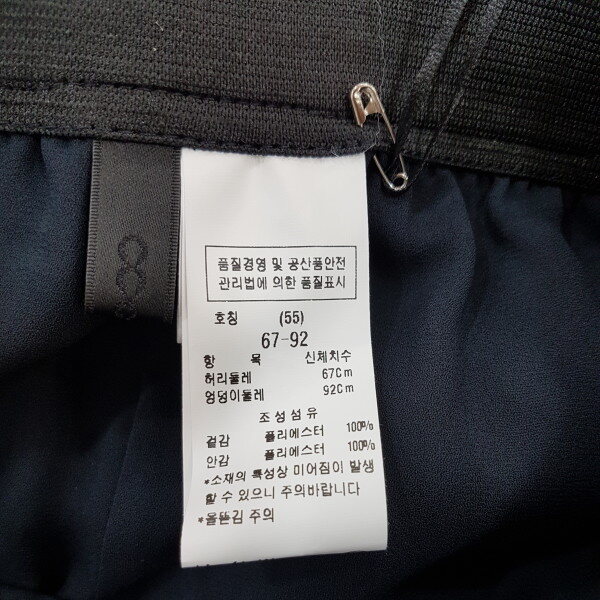 품질경영 및 공산품안전
관리법에 의한 품질표시
호칭 (55)
67-92
항 목 신체치수
허리둘레 67Cm
엉덩이둘레 92Cm
조성섬유
겉감 폴리에스터 100%
안감 폴리에스터 100%
*소재의 특성상 미어짐이 발생
할 수 있으니 주의바랍니다
*올뜯김 주의